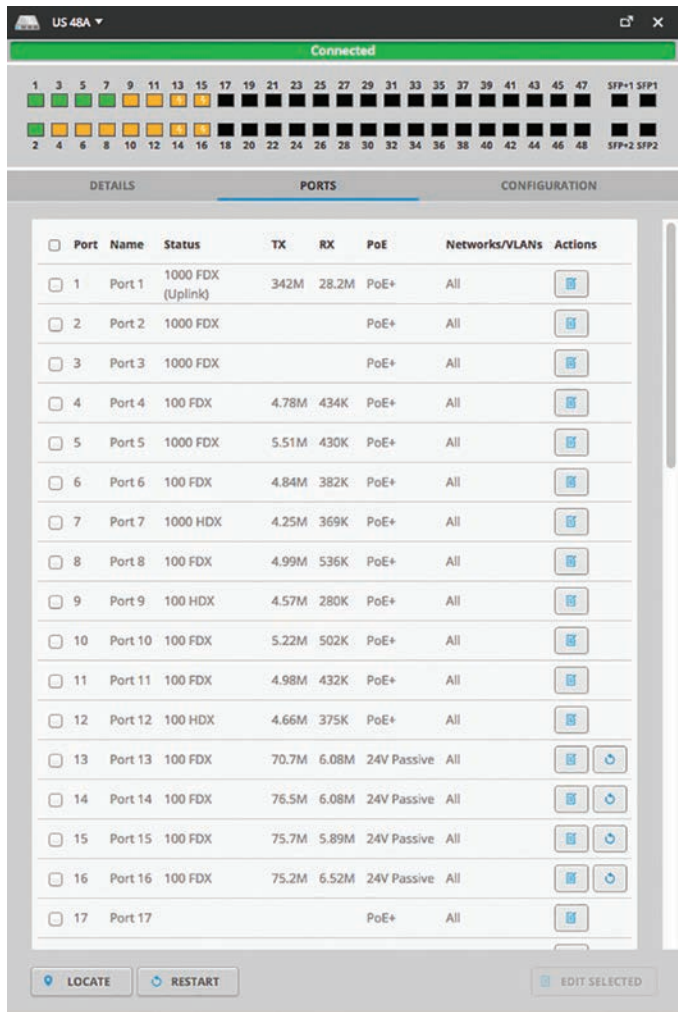 US 48A
Connected
1 3 5 7 9 11 13 15 17 19 21 23 25 27 29 31 33 35 37 39 41 43 45 47 SFP+1 SFP1
2 4 6 8 10 12 14 16 18 20 22 24 26 28 30 32 34 36 38 40 42 44 46 48 SFP+2 SFP2
DETAILS PORTS CONFIGURATION
Port Name Status TX RX PoE Networks/VLANs Actions
1 Port 1 1000 FDX (Uplink) 342M 28.2M PoE+ All
2 Port 2 1000 FDX PoE+ All
3 Port 3 1000 FDX PoE+ All
4 Port 4 100 FDX 4.78M 434K PoE+ All
5 Port 5 1000 FDX 5.51M 430K PoE+ All
6 Port 6 100 FDX 4.84M 382K PoE+ All
7 Port 7 1000 HDX 4.25M 369K PoE+ All
8 Port 8 100 FDX 4.99M 536K PoE+ All
9 Port 9 100 HDX 4.57M 280K PoE+ All
10 Port 10 100 FDX 5.22M 502K PoE+ All
11 Port 11 100 FDX 4.98M 432K PoE+ All
12 Port 12 100 HDX 4.66M 375K PoE+ All
13 Port 13 100 FDX 70.7M 6.08M 24V Passive All
14 Port 14 100 FDX 76.5M 6.08M 24V Passive All
15 Port 15 100 FDX 75.7M 5.89M 24V Passive All
16 Port 16 100 FDX 75.2M 6.52M 24V Passive All
17 Port 17 PoE+ All
LOCATE RESTART EDIT SELECTED